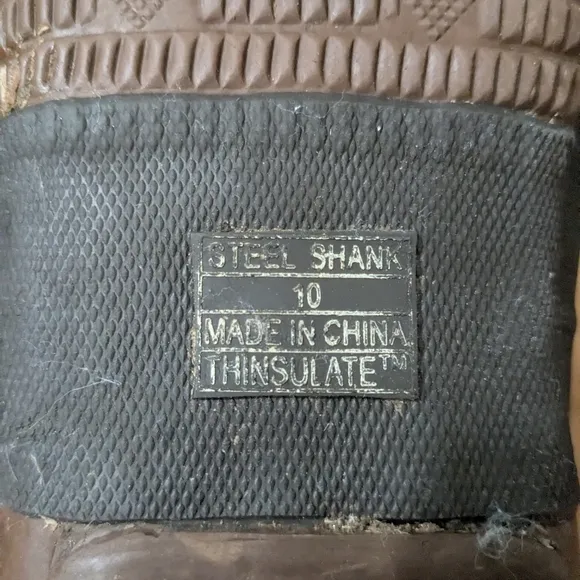 STEEL SHANK
10
MADE IN CHINA
THINSULATE™